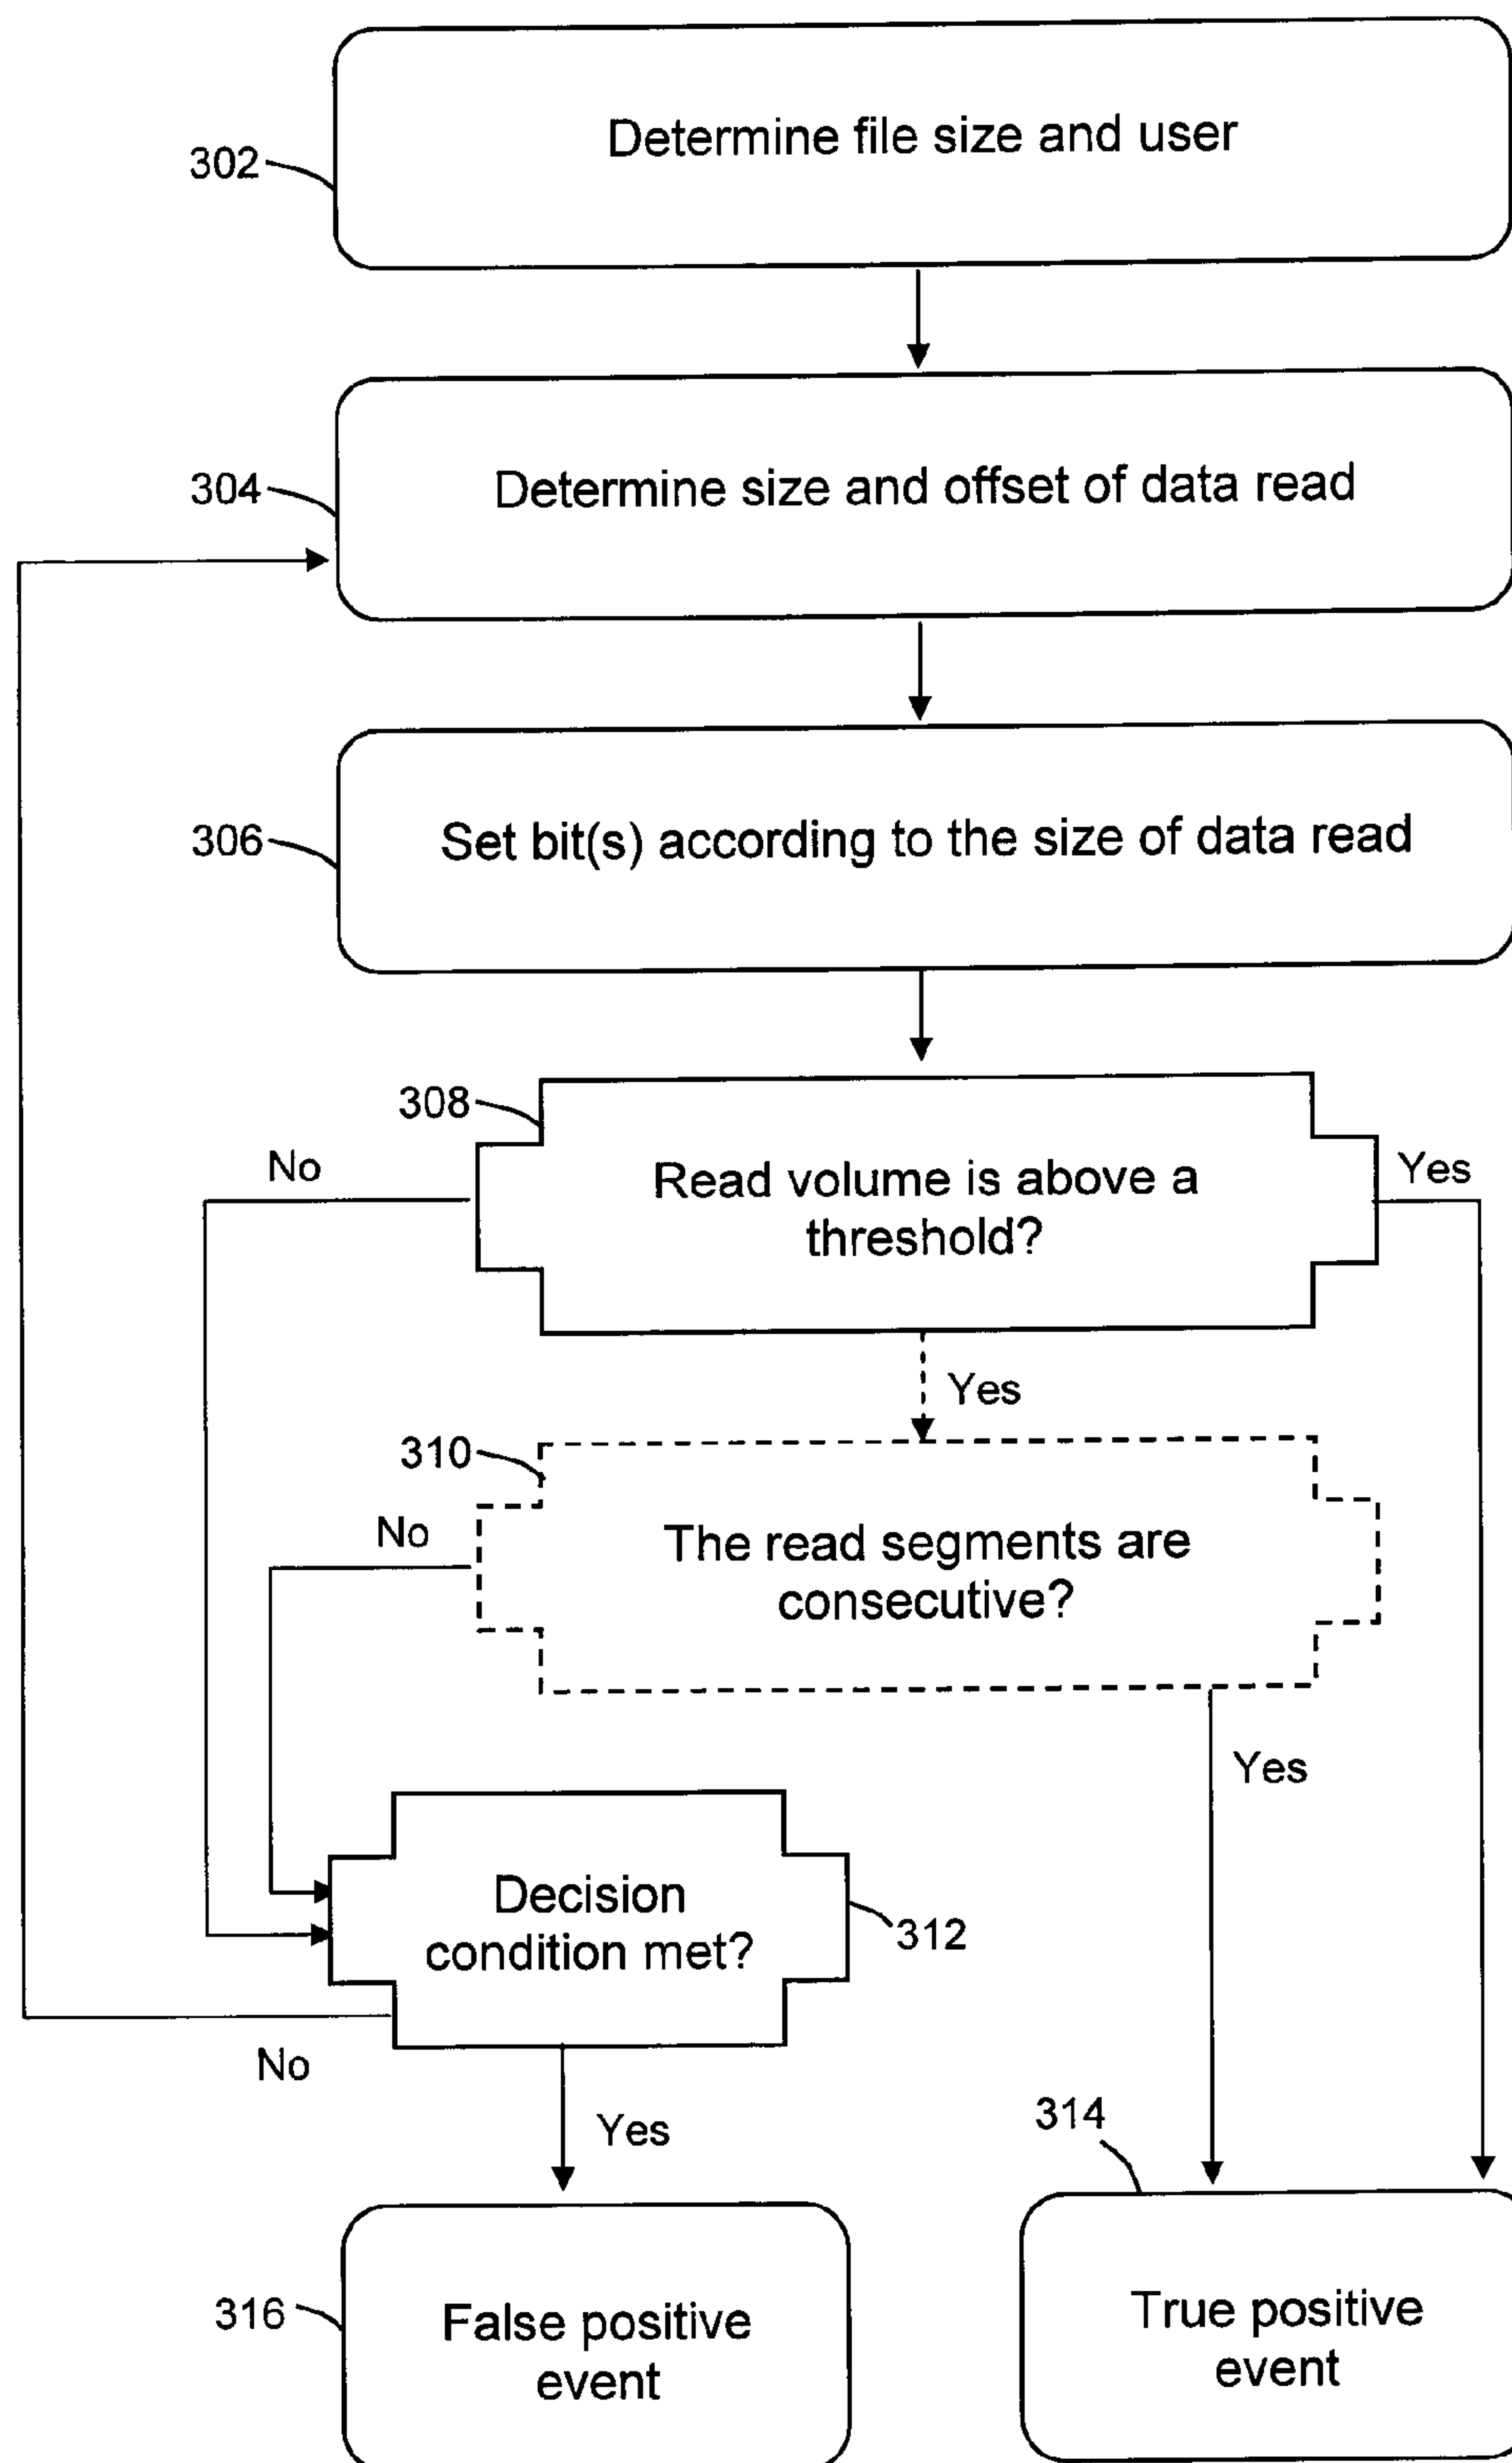 Determine file size and user
302
Determine size and offset of data read
304
Set bit(s) according to the size of data read
306
308
No
Yes
Read volume is above a
threshold?
Yes
310
No
The read segments are
consecutive?
Yes
Decision
condition met?
312
No
Yes
314
316
False positive
event
True positive
event